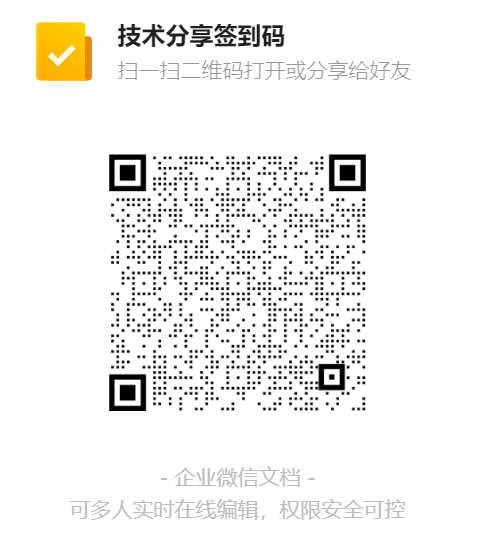 技术分享签到码
扫一扫二维码打开或分享给好友
- 企业微信文档 -
可多人实时在线编辑，权限安全可控